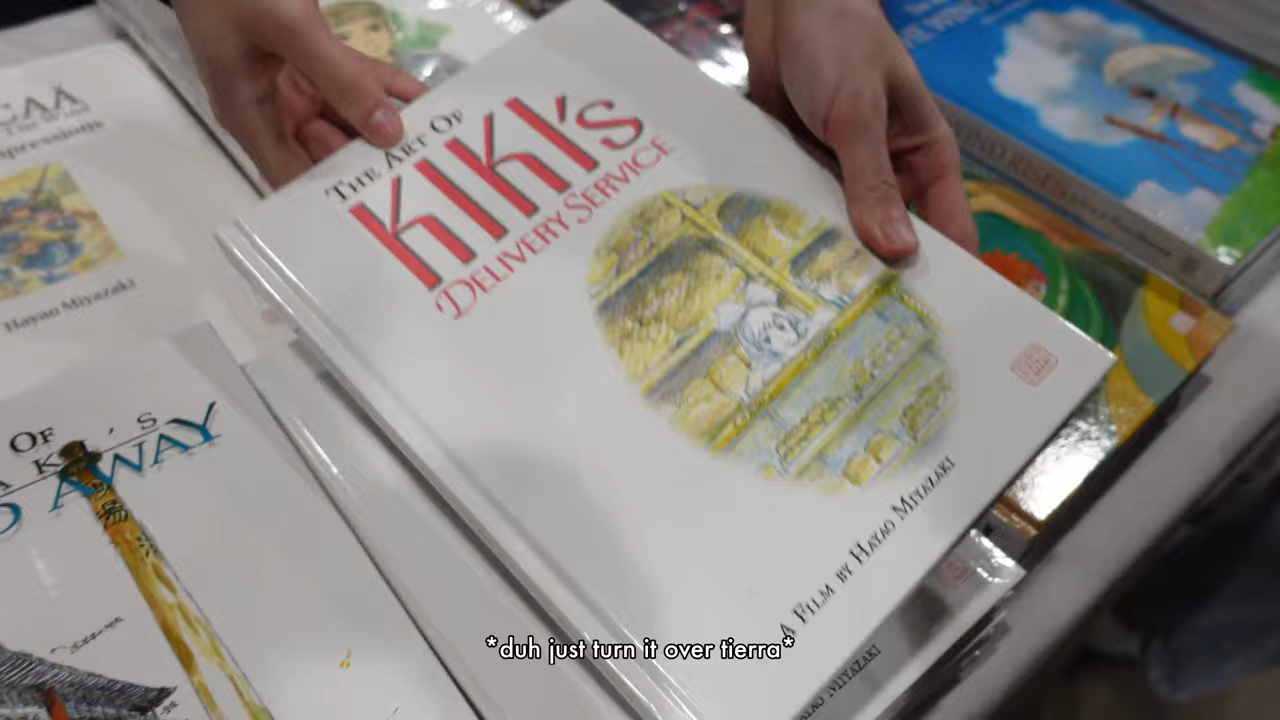 THE ART OF
KIKI'S
DELIVERY SERVICE
A FILM BY HAYAO MIYAZAKI
Hayao Miyazaki
OF
AWAY
*duh just turn it over tierra*
MIYAZAKI